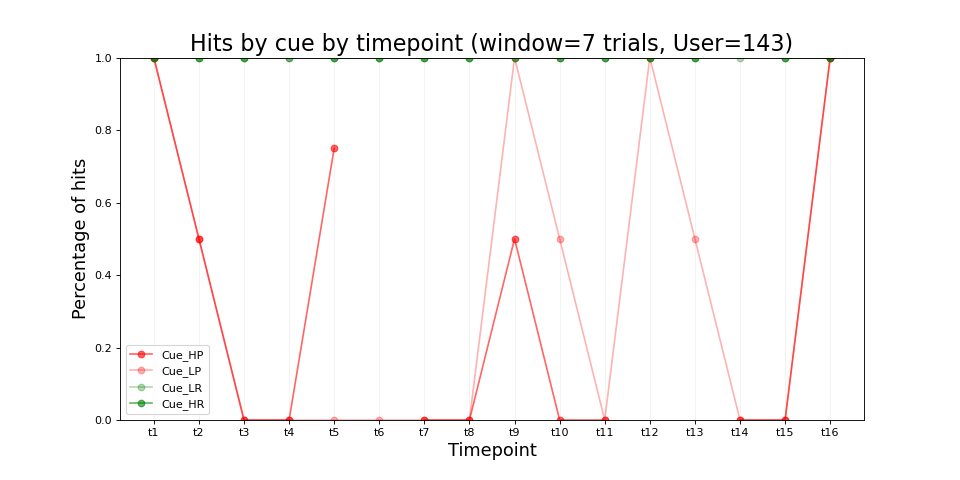 Hits by cue by timepoint (window=7 trials, User=143)
Percentage of hits
1.0
0.8
0.6
0.4
0.2
0.0
Cue_HP
Cue_LP
Cue_LR
Cue_HR
t1 t2 t3 t4 t5 t6 t7 t8 t9 t10 t11 t12 t13 t14 t15 t16
Timepoint